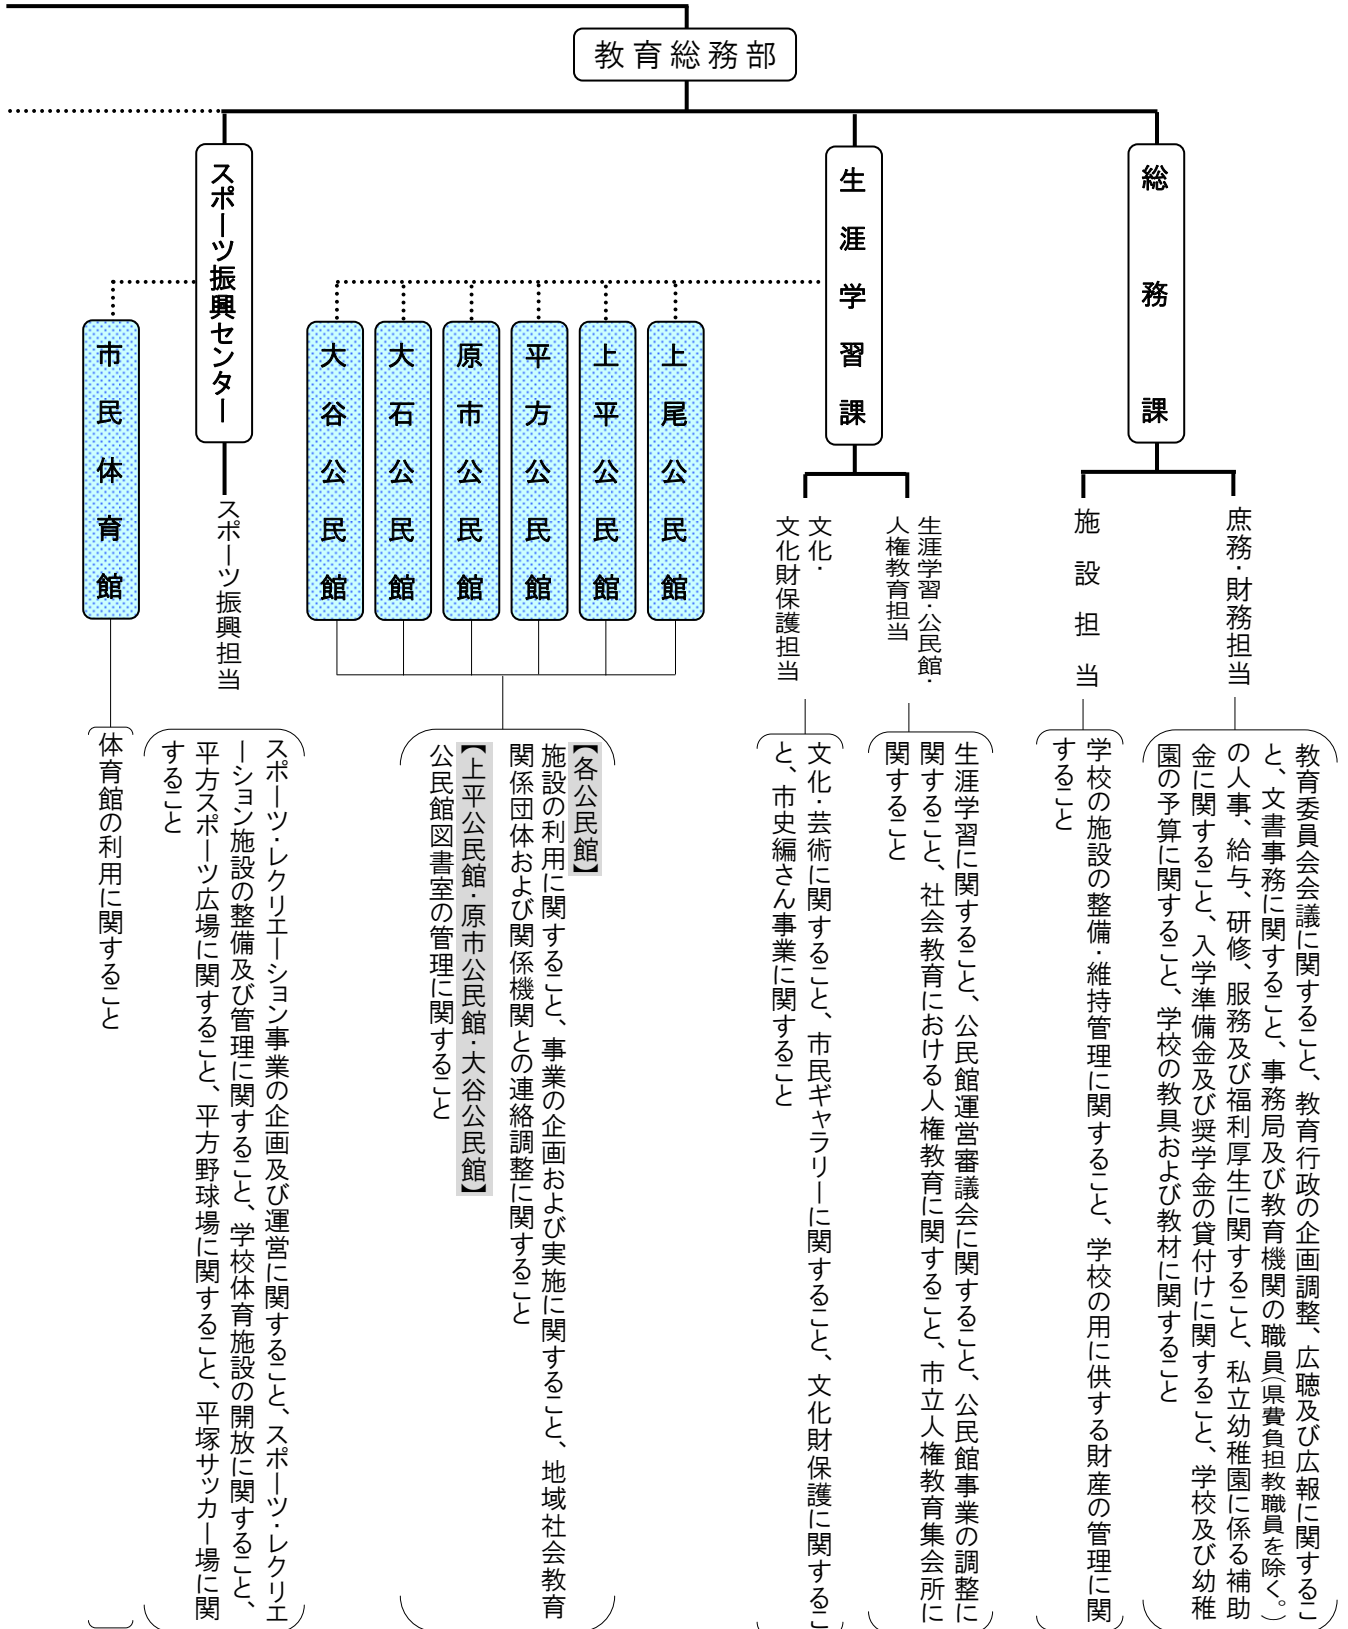 教育総務部
総務課
生涯学習課
スポーツ振興センター
上尾公民館
上平公民館
平方公民館
原市公民館
大石公民館
大谷公民館
市民体育館
庶務・財務担当
施設担当
生涯学習・公民館・
人権教育担当
文化・
文化財保護担当
スポーツ振興担当
教育委員会会議に関すること、教育行政の企画調整、広聴及び広報に関するこ
と、文書事務に関すること、事務局及び教育機関の職員(県費負担教職員を除く。)
の人事、給与、研修、服務及び福利厚生に関すること、私立幼稚園に係る補助
金に関すること、入学準備金及び奨学金の貸付けに関すること、学校及び幼稚
園の予算に関すること、学校の教具および教材に関すること
学校の施設の整備・維持管理に関すること、学校の用に供する財産の管理に関
すること
生涯学習に関すること、公民館運営審議会に関すること、公民館事業の調整に
関すること、社会教育における人権教育に関すること、市立人権教育集会所に
関すること
文化・芸術に関すること、市民ギャラリーに関すること、文化財保護に関するこ
と、市史編さん事業に関すること
【各公民館】
施設の利用に関すること、事業の企画および実施に関すること、地域社会教育
関係団体および関係機関との連絡調整に関すること
【上平公民館・原市公民館・大谷公民館】
公民館図書室の管理に関すること
スポーツ・レクリエーション事業の企画及び運営に関すること、スポーツ・レクリエ
ーション施設の整備及び管理に関すること、学校体育施設の開放に関すること、
平方スポーツ広場に関すること、平方野球場に関すること、平塚サッカー場に関
すること
体育館の利用に関すること